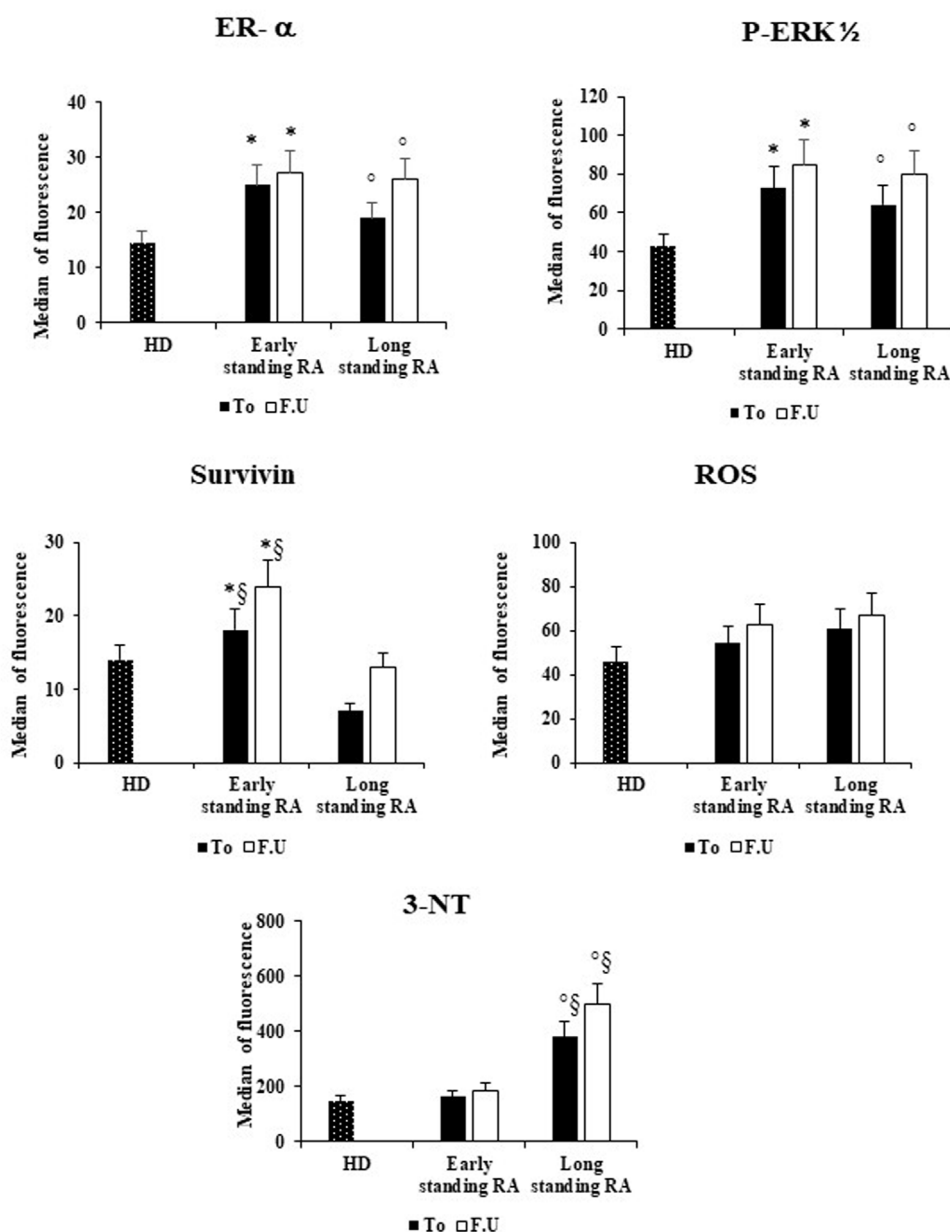 ER- α
P-ERK ½
Median of fluorescence
40
30
20
10
0
*
*
°
°
HD
Early standing RA
Long standing RA
■ To □ F.U
Median of fluorescence
120
100
80
60
40
20
0
*
*
°
°
HD
Early standing RA
Long standing RA
■ To □ F.U
Survivin
ROS
Median of fluorescence
30
20
10
0
*§
*§
HD
Early standing RA
Long standing RA
■ To □ F.U
Median of fluorescence
100
80
60
40
20
0
HD
Early standing RA
Long standing RA
■ To □ F.U
3-NT
Median of fluorescence
800
600
400
200
0
°§
°§
HD
Early standing RA
Long standing RA
■ To □ F.U